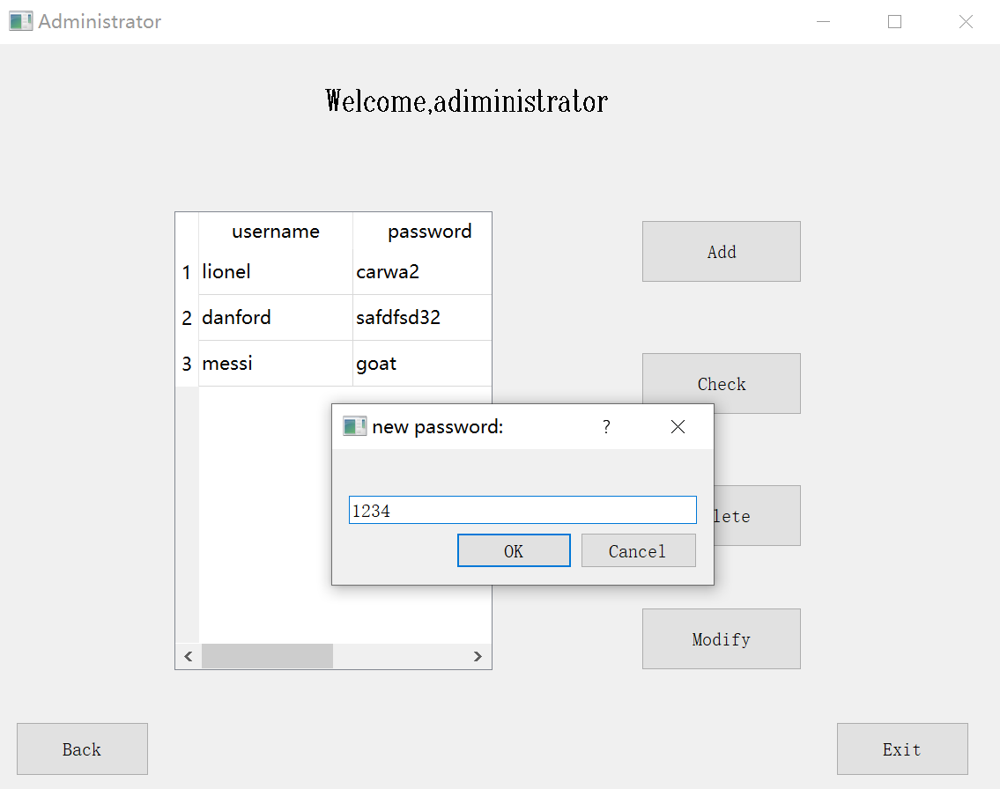 Administrator
Welcome,adiministrator
username password
1 lionel carwa2
2 danford safdfsd32
3 messi goat
Add
Check
new password: ?
1234
OK Cancel
lete
Modify
Back
Exit